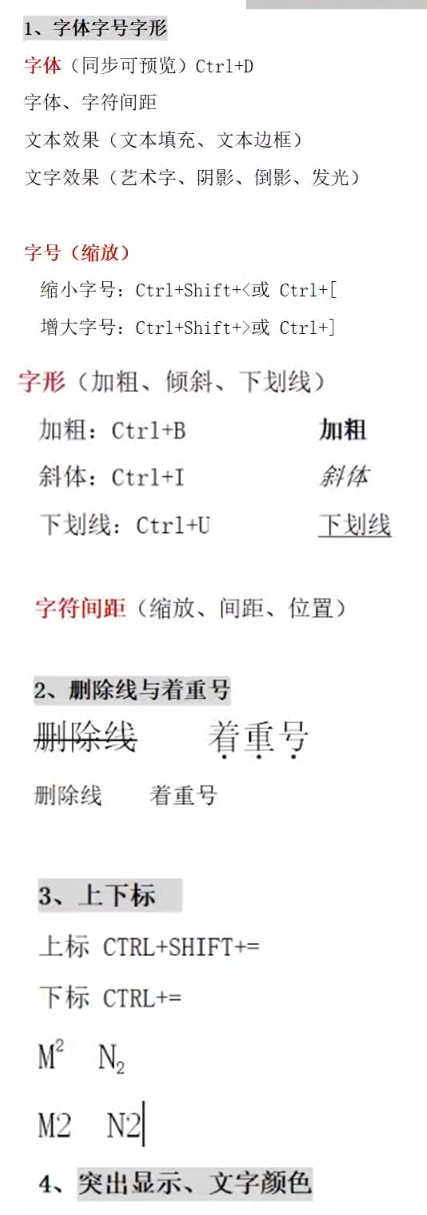 1、字体字号字形
字体（同步可预览）Ctrl+D
字体、字符间距
文本效果（文本填充、文本边框）
文字效果（艺术字、阴影、倒影、发光）
字号（缩放）
缩小字号：Ctrl+Shift+<或 Ctrl+[
增大字号：Ctrl+Shift+>或 Ctrl+]
字形（加粗、倾斜、下划线）
加粗：Ctrl+B 加粗
斜体：Ctrl+I 斜体
下划线：Ctrl+U 下划线
字符间距（缩放、间距、位置）
2、删除线与着重号
删除线 着重号
删除线 着重号
3、上下标
上标 CTRL+SHIFT+=
下标 CTRL+=
M² N₂
M2 N2
4、突出显示、文字颜色